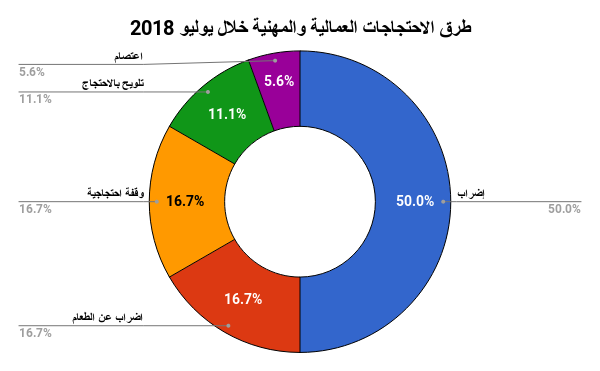 طرق الاحتجاجات العمالية والمهنية خلال يوليو 2018
اعتصام
5.6%
5.6%
تلويح بالاحتجاج
11.1%
11.1%
وقفة احتجاجية
16.7%
16.7%
إضراب
50.0%
50.0%
اضراب عن الطعام
16.7%
16.7%